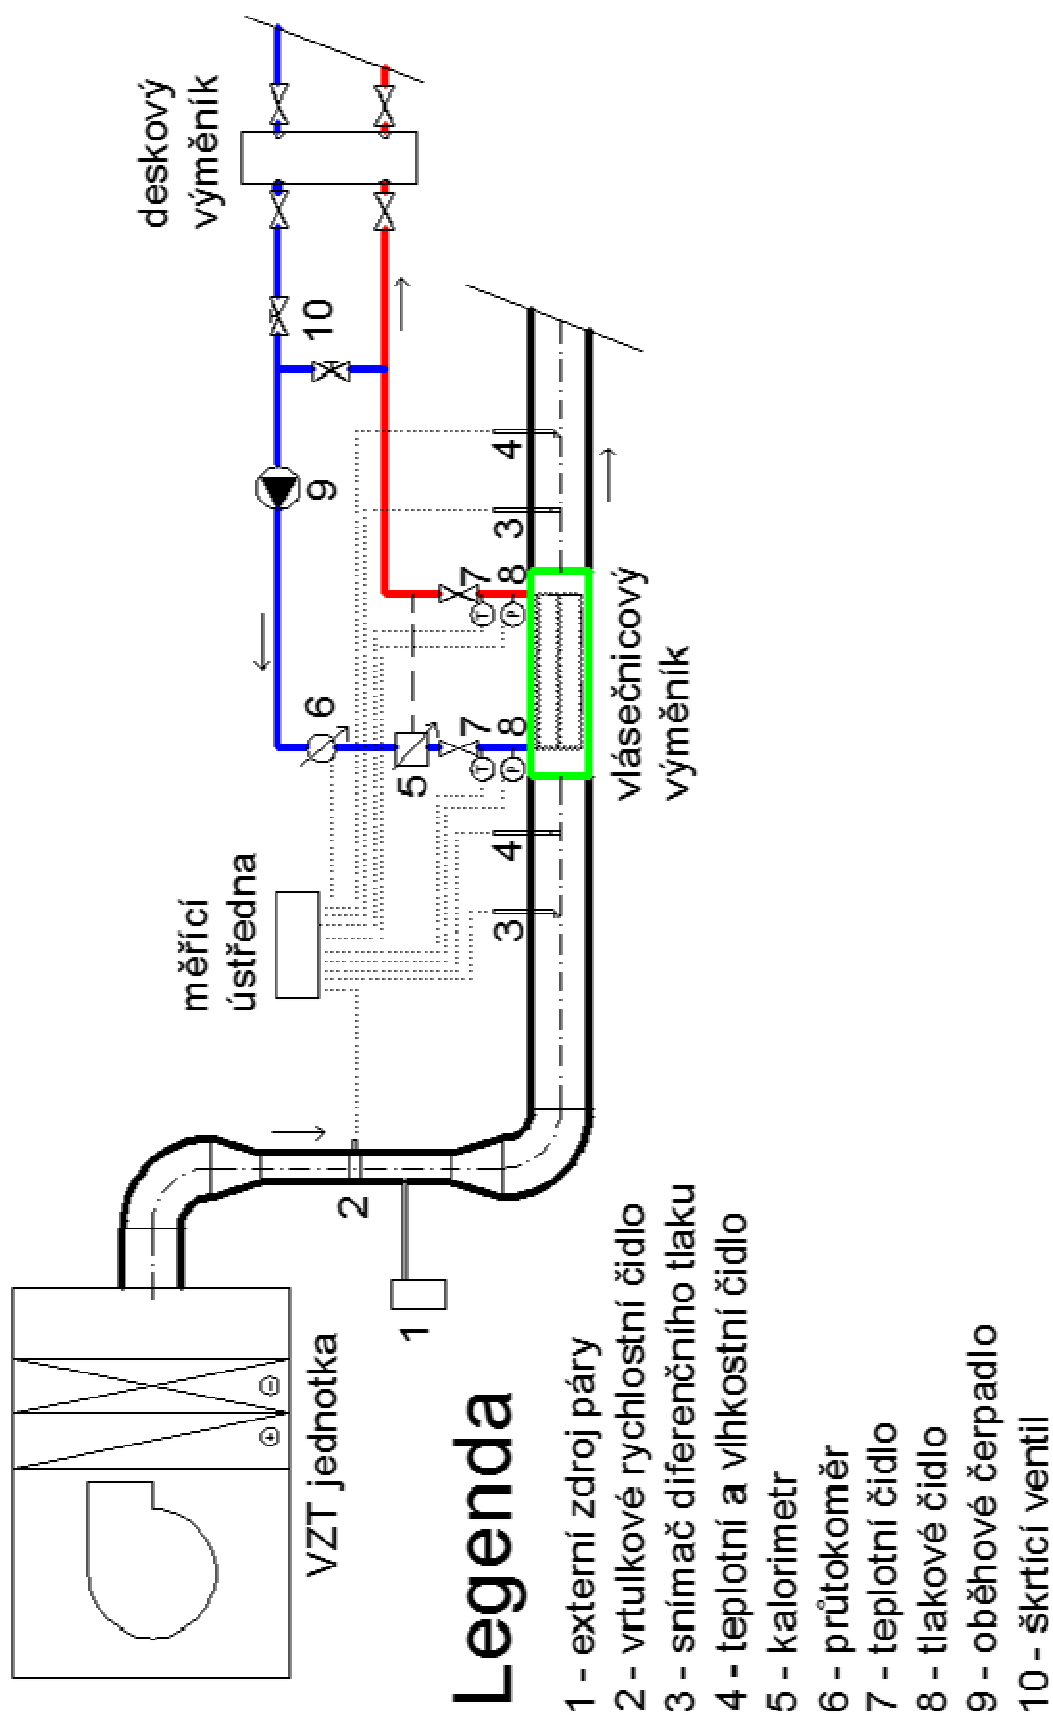 deskový
výměník
10
9
4
3
7
8
T
P
6
7
8
T
P
5
vlásečnicový
výměník
4
3
měřící
ústředna
2
1
VZT jednotka
Legenda
1 - externí zdroj páry
2 - vrtulkové rychlostní čidlo
3 - snímač diferenčního tlaku
4 - teplotní a vlhkostní čidlo
5 - kalorimetr
6 - průtokoměr
7 - teplotní čidlo
8 - tlakové čidlo
9 - oběhové čerpadlo
10 - škrtící ventil